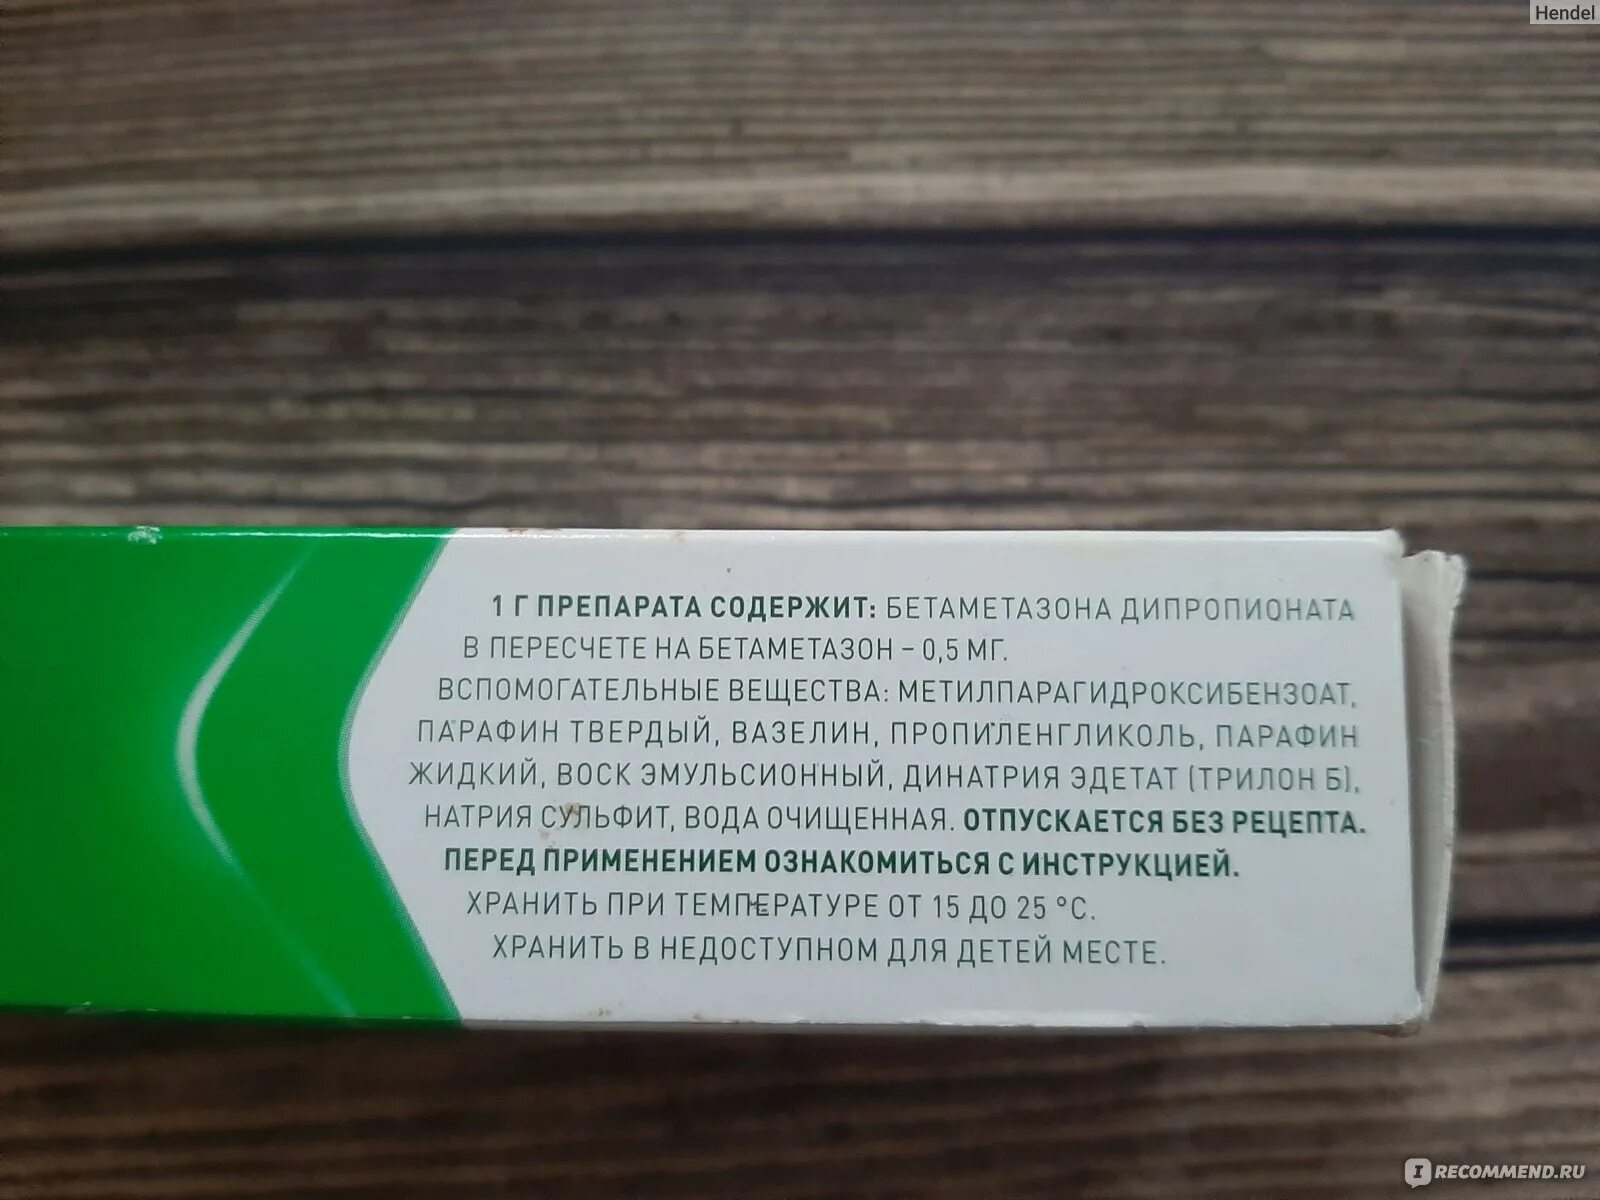 Hendel
1 Г ПРЕПАРАТА СОДЕРЖИТ: БЕТАМЕТАЗОНА ДИПРОПИОНАТА
В ПЕРЕСЧЕТЕ НА БЕТАМЕТАЗОН – 0,5 МГ.
ВСПОМОГАТЕЛЬНЫЕ ВЕЩЕСТВА: МЕТИЛПАРАГИДРОКСИБЕНЗОАТ,
ПАРАФИН ТВЕРДЫЙ, ВАЗЕЛИН, ПРОПИЛЕНГЛИКОЛЬ, ПАРАФИН
ЖИДКИЙ, ВОСК ЭМУЛЬСИОННЫЙ, ДИНАТРИЯ ЭДЕТАТ (ТРИЛОН Б),
НАТРИЯ СУЛЬФИТ, ВОДА ОЧИЩЕННАЯ. ОТПУСКАЕТСЯ БЕЗ РЕЦЕПТА.
ПЕРЕД ПРИМЕНЕНИЕМ ОЗНАКОМИТЬСЯ С ИНСТРУКЦИЕЙ.
ХРАНИТЬ ПРИ ТЕМПЕРАТУРЕ ОТ 15 ДО 25 °С.
ХРАНИТЬ В НЕДОСТУПНОМ ДЛЯ ДЕТЕЙ МЕСТЕ.
IRECOMMEND.RU